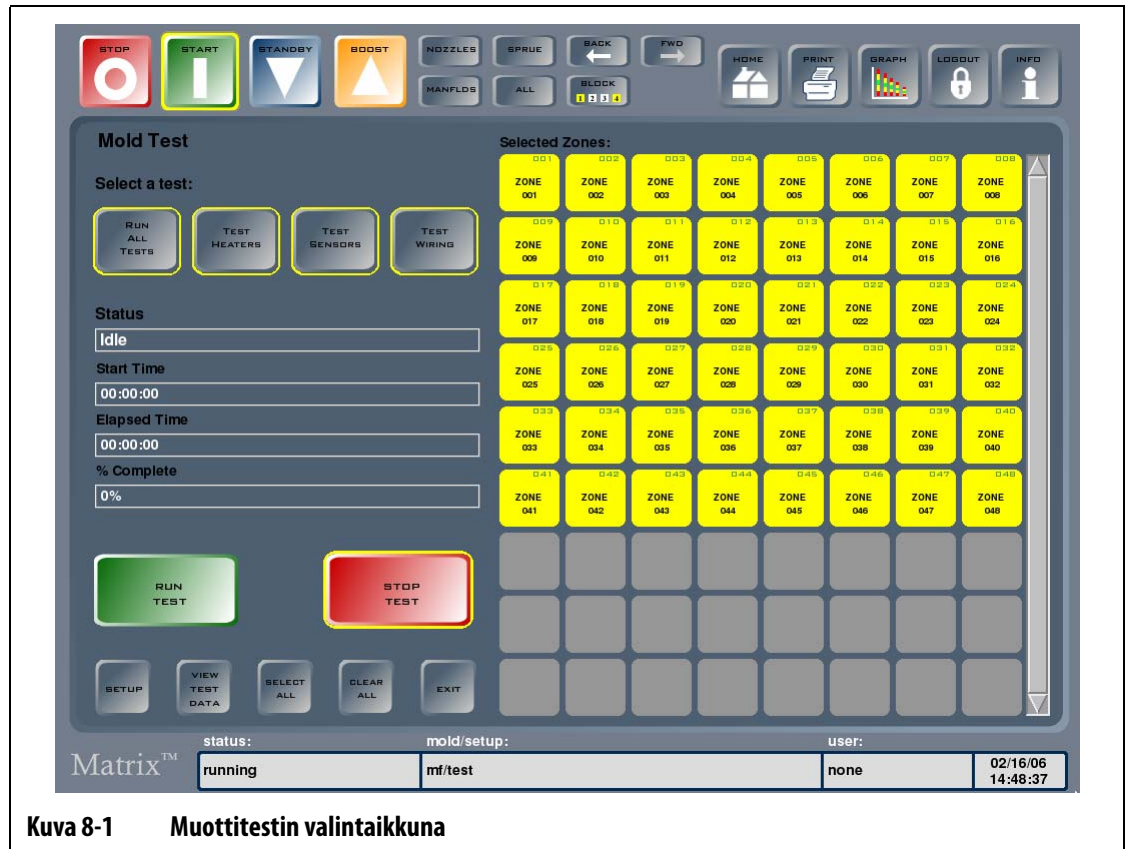 STOP START STANDBY BOOST NOZZLES SPRUE BACK FWD
MANFLDS ALL BLOCK
1 2 3 4
HOME PRINT GRAPH LOGOUT INFO
Mold Test
Select a test:
RUN
ALL
TESTS
TEST
HEATERS
TEST
SENSORS
TEST
WIRING
Status
Idle
Start Time
00:00:00
Elapsed Time
00:00:00
% Complete
0%
RUN
TEST
STOP
TEST
SETUP
VIEW
TEST
DATA
SELECT
ALL
CLEAR
ALL
EXIT
Selected Zones:
001 002 003 004 005 006 007 008
ZONE ZONE ZONE ZONE ZONE ZONE ZONE ZONE
001 002 003 004 005 006 007 008
009 010 011 012 013 014 015 016
ZONE ZONE ZONE ZONE ZONE ZONE ZONE ZONE
009 010 011 012 013 014 015 016
017 018 019 020 021 022 023 024
ZONE ZONE ZONE ZONE ZONE ZONE ZONE ZONE
017 018 019 020 021 022 023 024
025 026 027 028 029 030 031 032
ZONE ZONE ZONE ZONE ZONE ZONE ZONE ZONE
025 026 027 028 029 030 031 032
033 034 035 036 037 038 039 040
ZONE ZONE ZONE ZONE ZONE ZONE ZONE ZONE
033 034 035 036 037 038 039 040
041 042 043 044 045 046 047 048
ZONE ZONE ZONE ZONE ZONE ZONE ZONE ZONE
041 042 043 044 045 046 047 048
status: mold/setup: user:
Matrix™ running mf/test none 02/16/06
14:48:37
Kuva 8-1 Muottitestin valintaikkuna